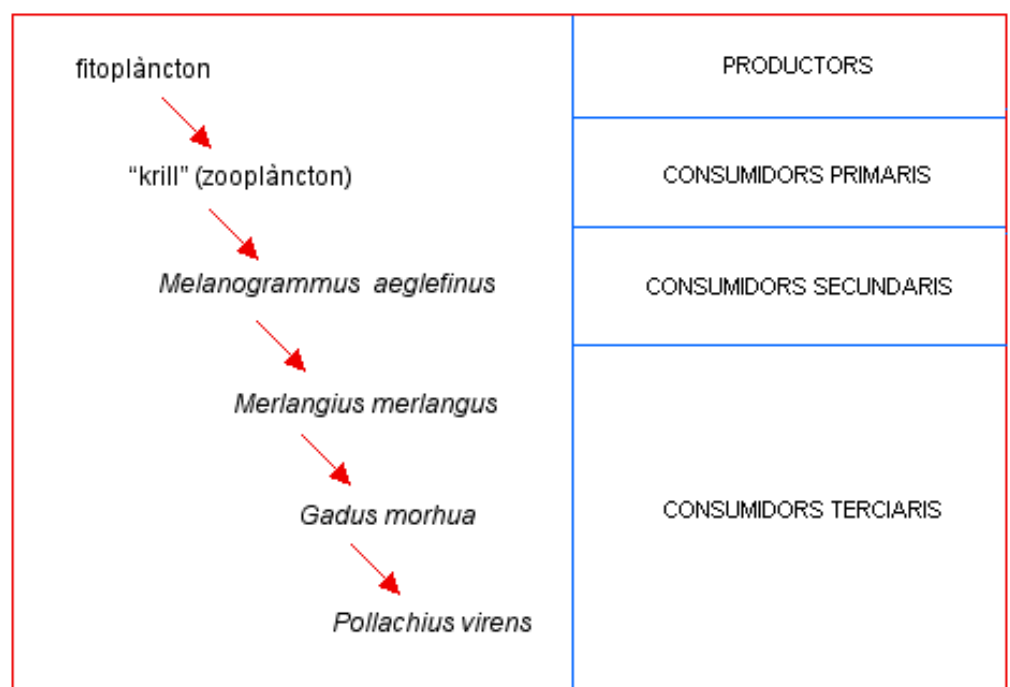 fitoplàncton
PRODUCTORS
“krill” (zooplàncton)
CONSUMIDORS PRIMARIS
Melanogrammus aeglefinus
CONSUMIDORS SECUNDARIS
Merlangius merlangus
Gadus morhua
CONSUMIDORS TERCIARIS
Pollachius virens